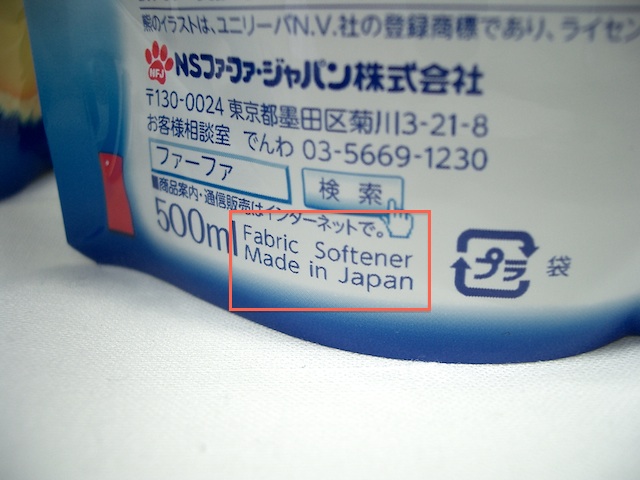 熊のイラストは、ユニリーバN.V.社の登録商標であり、ライセン
NFJ NSファーファ・ジャパン株式会社
〒130-0024 東京都墨田区菊川3-21-8
お客様相談室 でんわ 03-5669-1230
ファーファ 検索
■商品案内・通信販売はインターネットで。
500ml
Fabric Softener
Made in Japan
プラ 袋